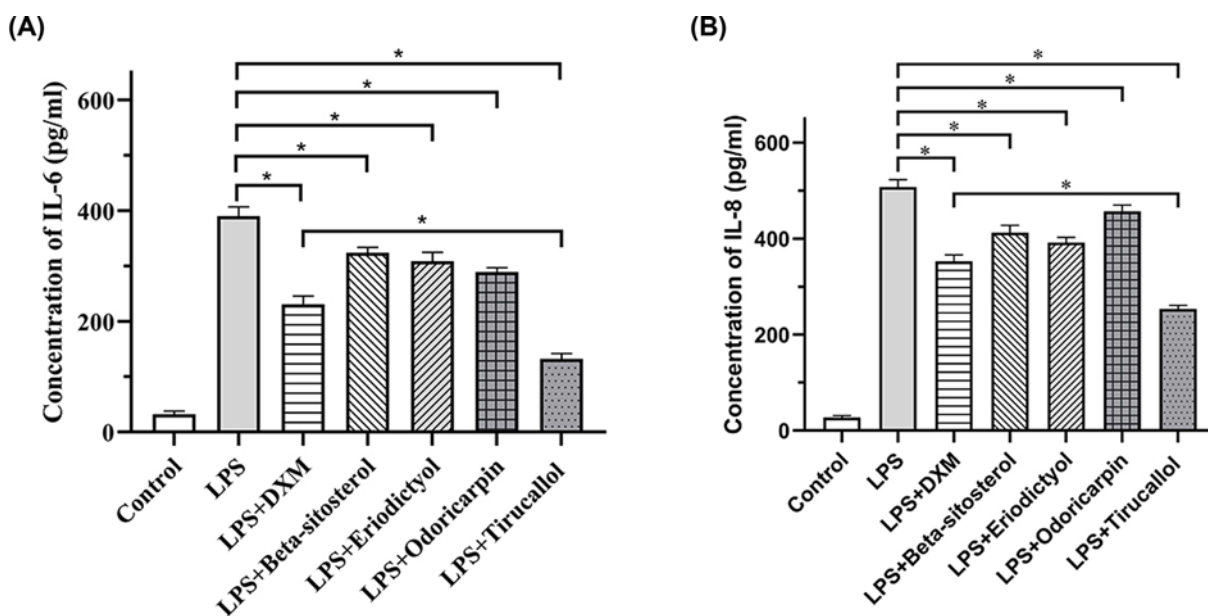 (A)
Concentration of IL-6 (pg/ml)
600
400
200
0
*
*
*
*
*
*
Control
LPS
LPS+DXM
LPS+Beta-sitosterol
LPS+Eriodictyol
LPS+Odoricarpin
LPS+Tirucallol
(B)
Concentration of IL-8 (pg/ml)
600
400
200
0
*
*
*
*
*
*
Control
LPS
LPS+DXM
LPS+Beta-sitosterol
LPS+Eriodictyol
LPS+Odoricarpin
LPS+Tirucallol